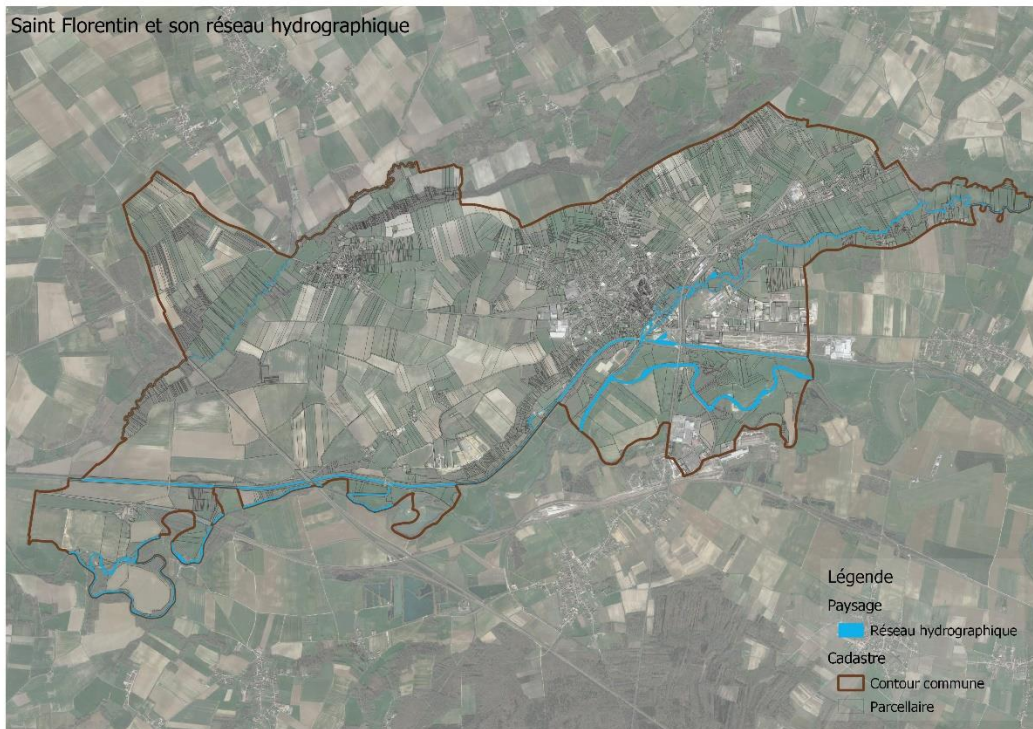 Saint Florentin et son réseau hydrographique
Légende
Paysage
Réseau hydrographique
Cadastre
Contour commune
Parcellaire